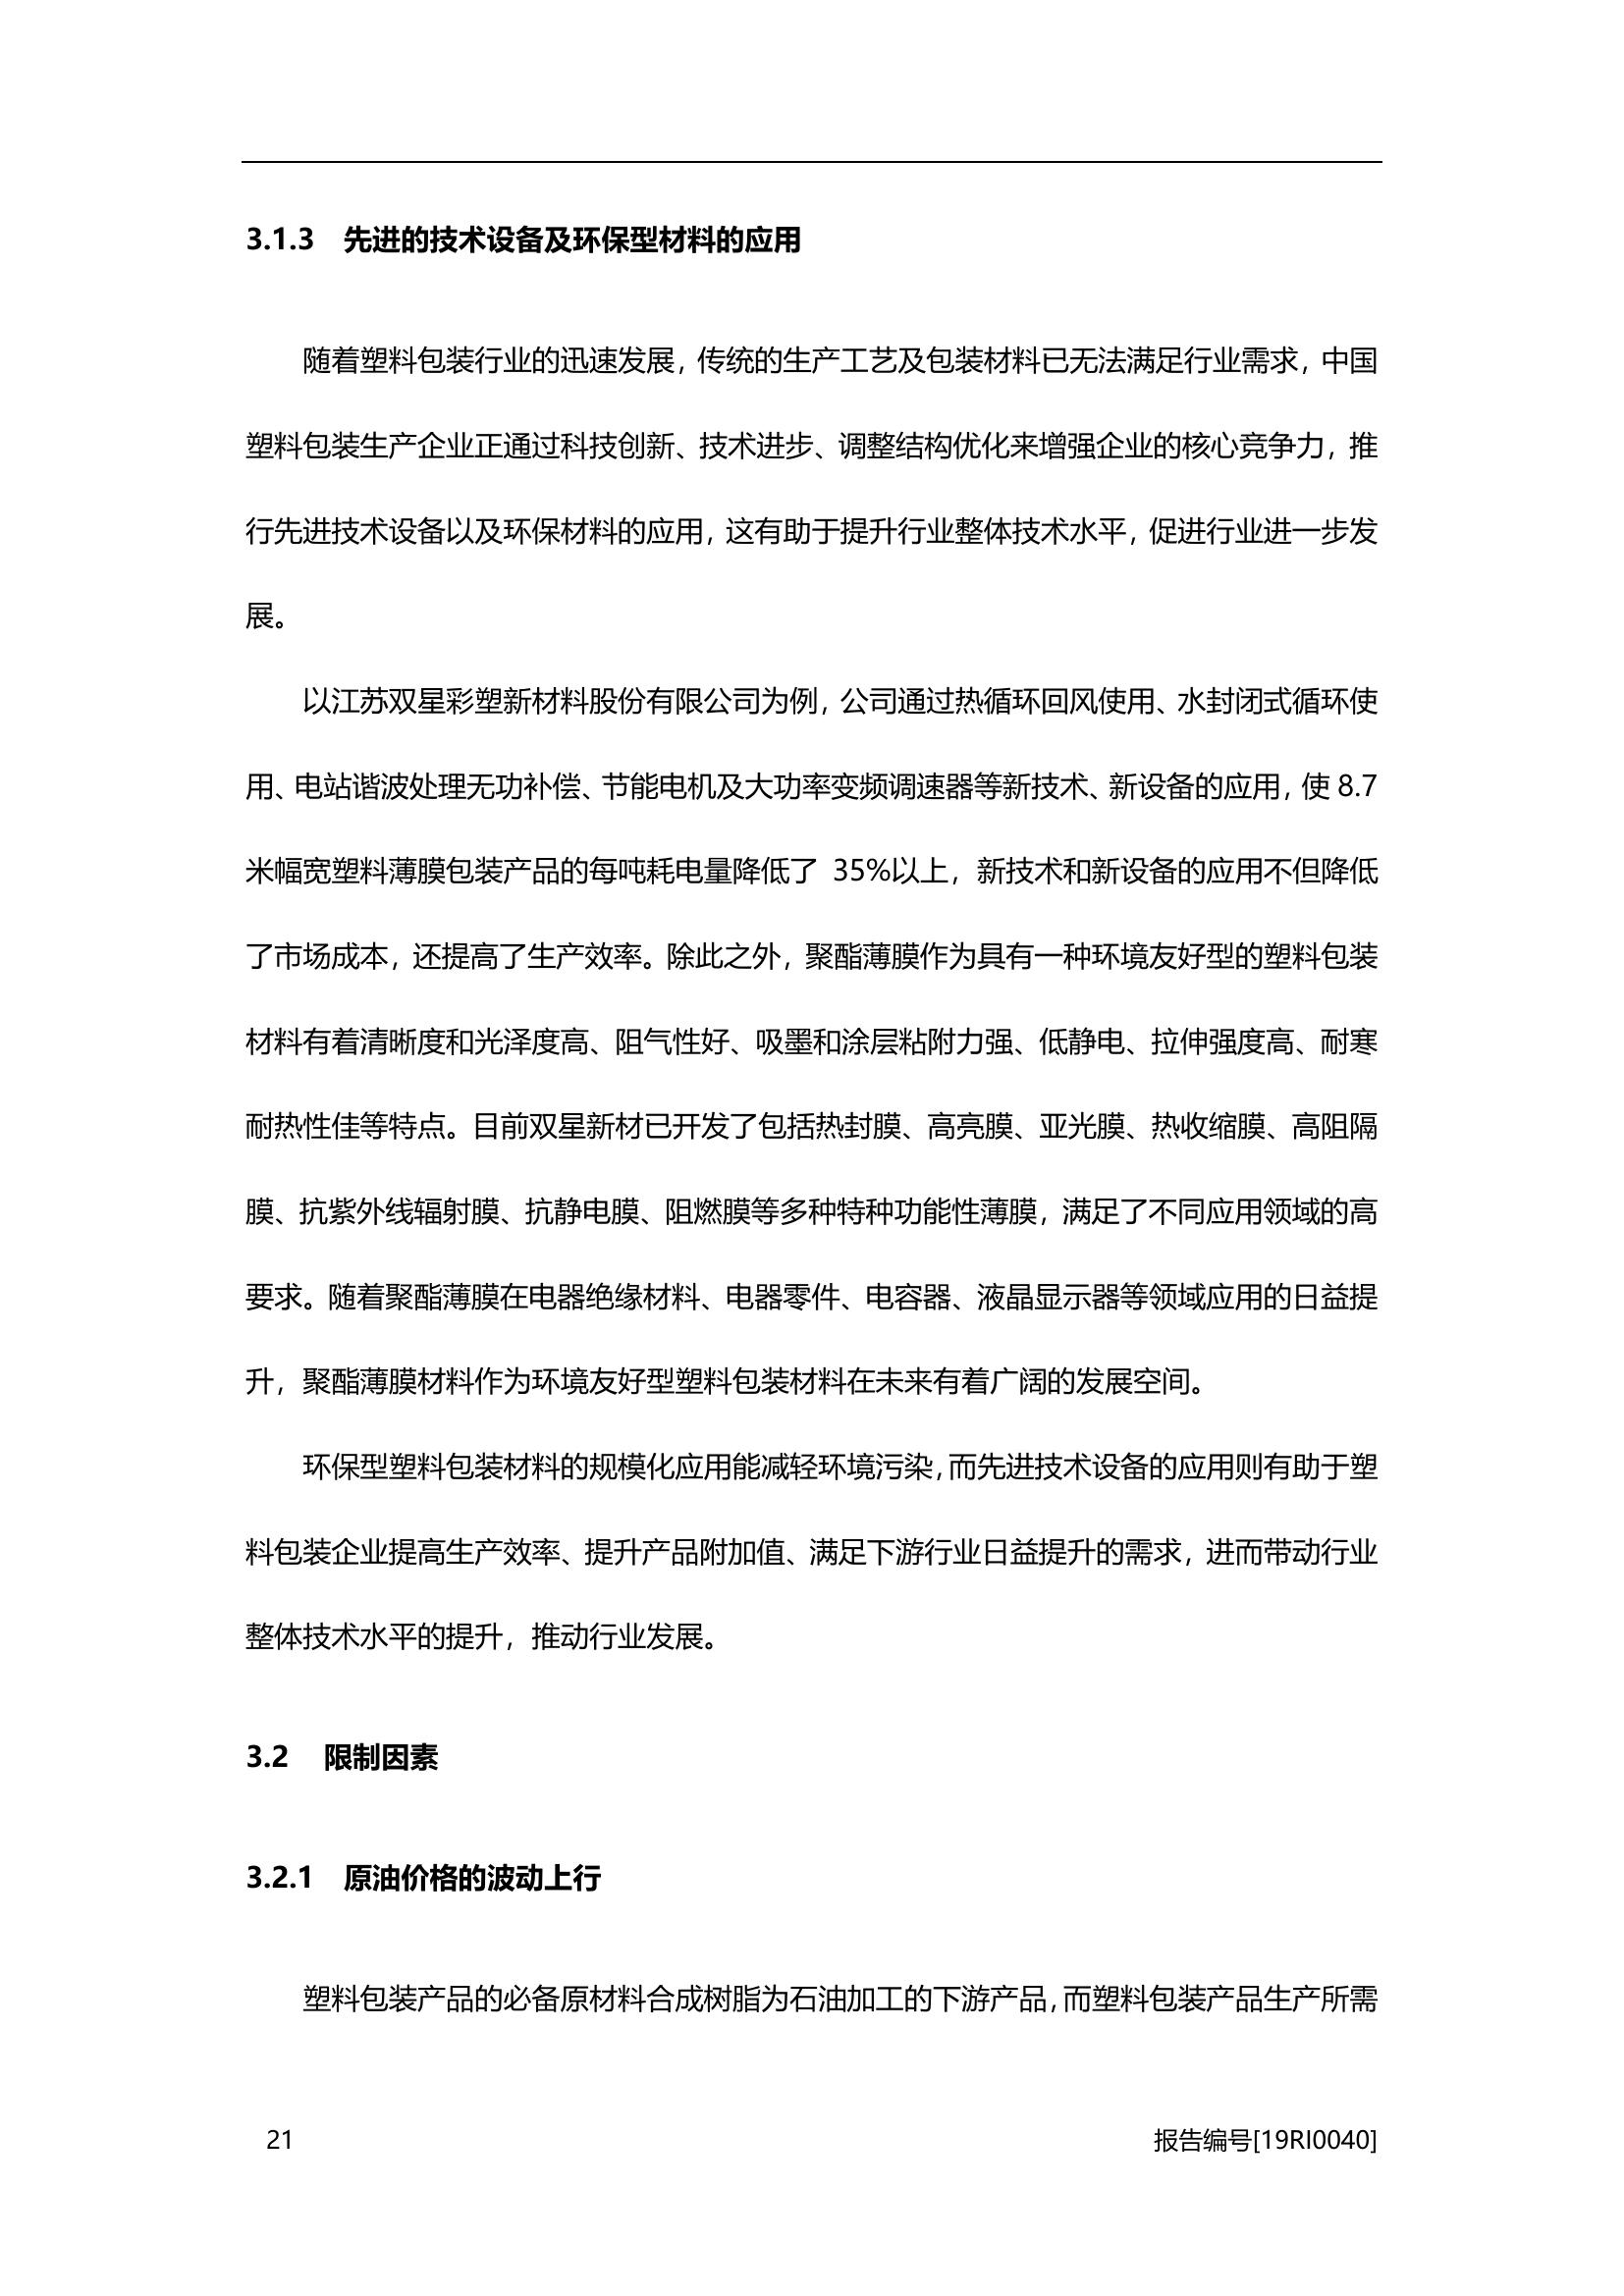 3.1.3 先进的技术设备及环保型材料的应用
随着塑料包装行业的迅速发展，传统的生产工艺及包装材料已无法满足行业需求，中国
塑料包装生产企业正通过科技创新、技术进步、调整结构优化来增强企业的核心竞争力，推
行先进技术设备以及环保材料的应用，这有助于提升行业整体技术水平，促进行业进一步发
展。
以江苏双星彩塑新材料股份有限公司为例，公司通过热循环回风使用、水封闭式循环使
用、电站谐波处理无功补偿、节能电机及大功率变频调速器等新技术、新设备的应用，使 8.7
米幅宽塑料薄膜包装产品的每吨耗电量降低了 35%以上，新技术和新设备的应用不但降低
了市场成本，还提高了生产效率。除此之外，聚酯薄膜作为具有一种环境友好型的塑料包装
材料有着清晰度和光泽度高、阻气性好、吸墨和涂层粘附力强、低静电、拉伸强度高、耐寒
耐热性佳等特点。目前双星新材已开发了包括热封膜、高亮膜、亚光膜、热收缩膜、高阻隔
膜、抗紫外线辐射膜、抗静电膜、阻燃膜等多种特种功能性薄膜，满足了不同应用领域的高
要求。随着聚酯薄膜在电器绝缘材料、电器零件、电容器、液晶显示器等领域应用的日益提
升，聚酯薄膜材料作为环境友好型塑料包装材料在未来有着广阔的发展空间。
环保型塑料包装材料的规模化应用能减轻环境污染，而先进技术设备的应用则有助于塑
料包装企业提高生产效率、提升产品附加值、满足下游行业日益提升的需求，进而带动行业
整体技术水平的提升，推动行业发展。
3.2 限制因素
3.2.1 原油价格的波动上行
塑料包装产品的必备原材料合成树脂为石油加工的下游产品，而塑料包装产品生产所需
21 报告编号[19RI0040]